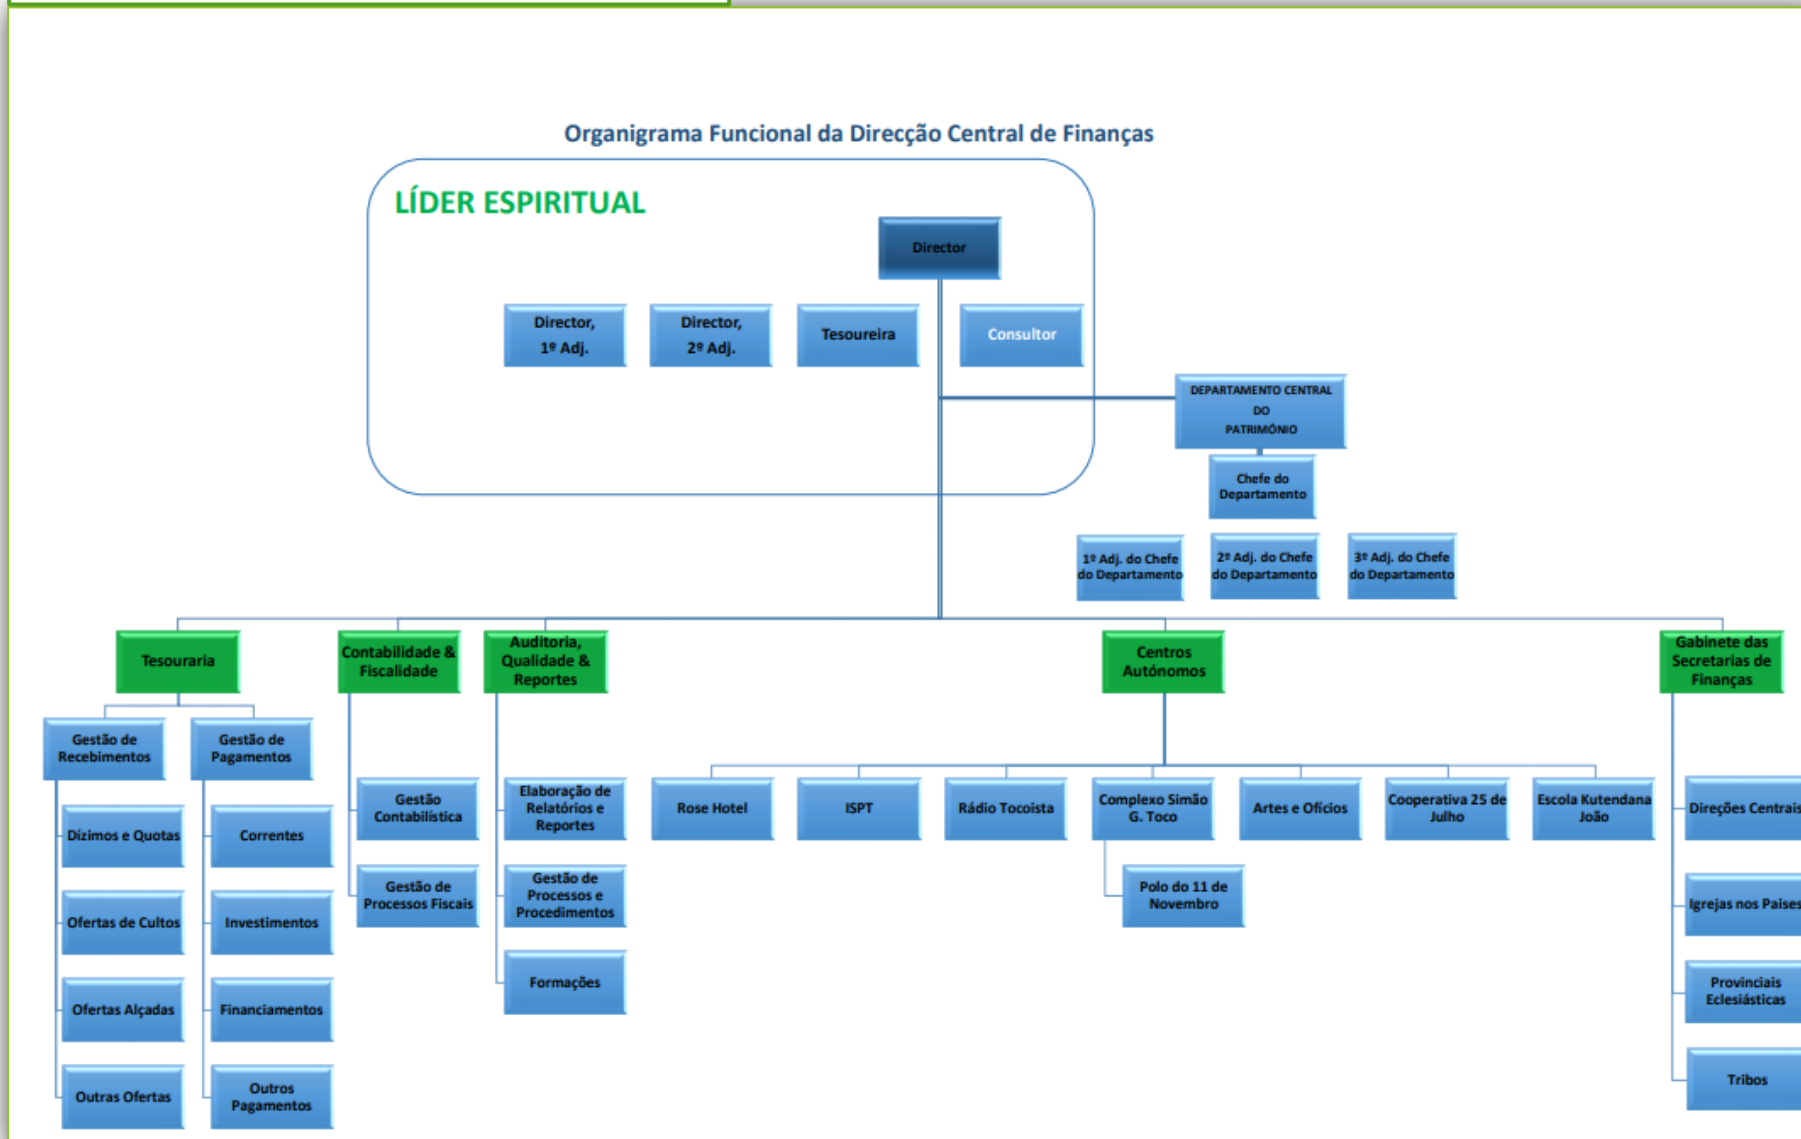 Organigrama Funcional da Direcção Central de Finanças
LÍDER ESPIRITUAL
Director
Director,
1º Adj.
Director,
2º Adj.
Tesoureira
Consultor
DEPARTAMENTO CENTRAL
DO
PATRIMÓNIO
Chefe do
Departamento
1º Adj. do Chefe
do Departamento
2º Adj. do Chefe
do Departamento
3º Adj. do Chefe
do Departamento
Tesouraria
Contabilidade &
Fiscalidade
Auditoria,
Qualidade &
Reportes
Centros
Autónomos
Gabinete das
Secretarias de
Finanças
Gestão de
Recebimentos
Gestão de
Pagamentos
Dízimos e Quotas
Ofertas de Cultos
Ofertas Alçadas
Outras Ofertas
Correntes
Investimentos
Financiamentos
Outros
Pagamentos
Gestão
Contabilística
Gestão de
Processos Fiscais
Elaboração de
Relatórios e
Reportes
Gestão de
Processos e
Procedimentos
Formações
Rose Hotel
ISPT
Rádio Tocoista
Complexo Simão
G. Toco
Polo do 11 de
Novembro
Artes e Ofícios
Cooperativa 25 de
Julho
Escola Kutendana
João
Direções Centrais
Igrejas nos Paises
Provinciais
Eclesiásticas
Tribos